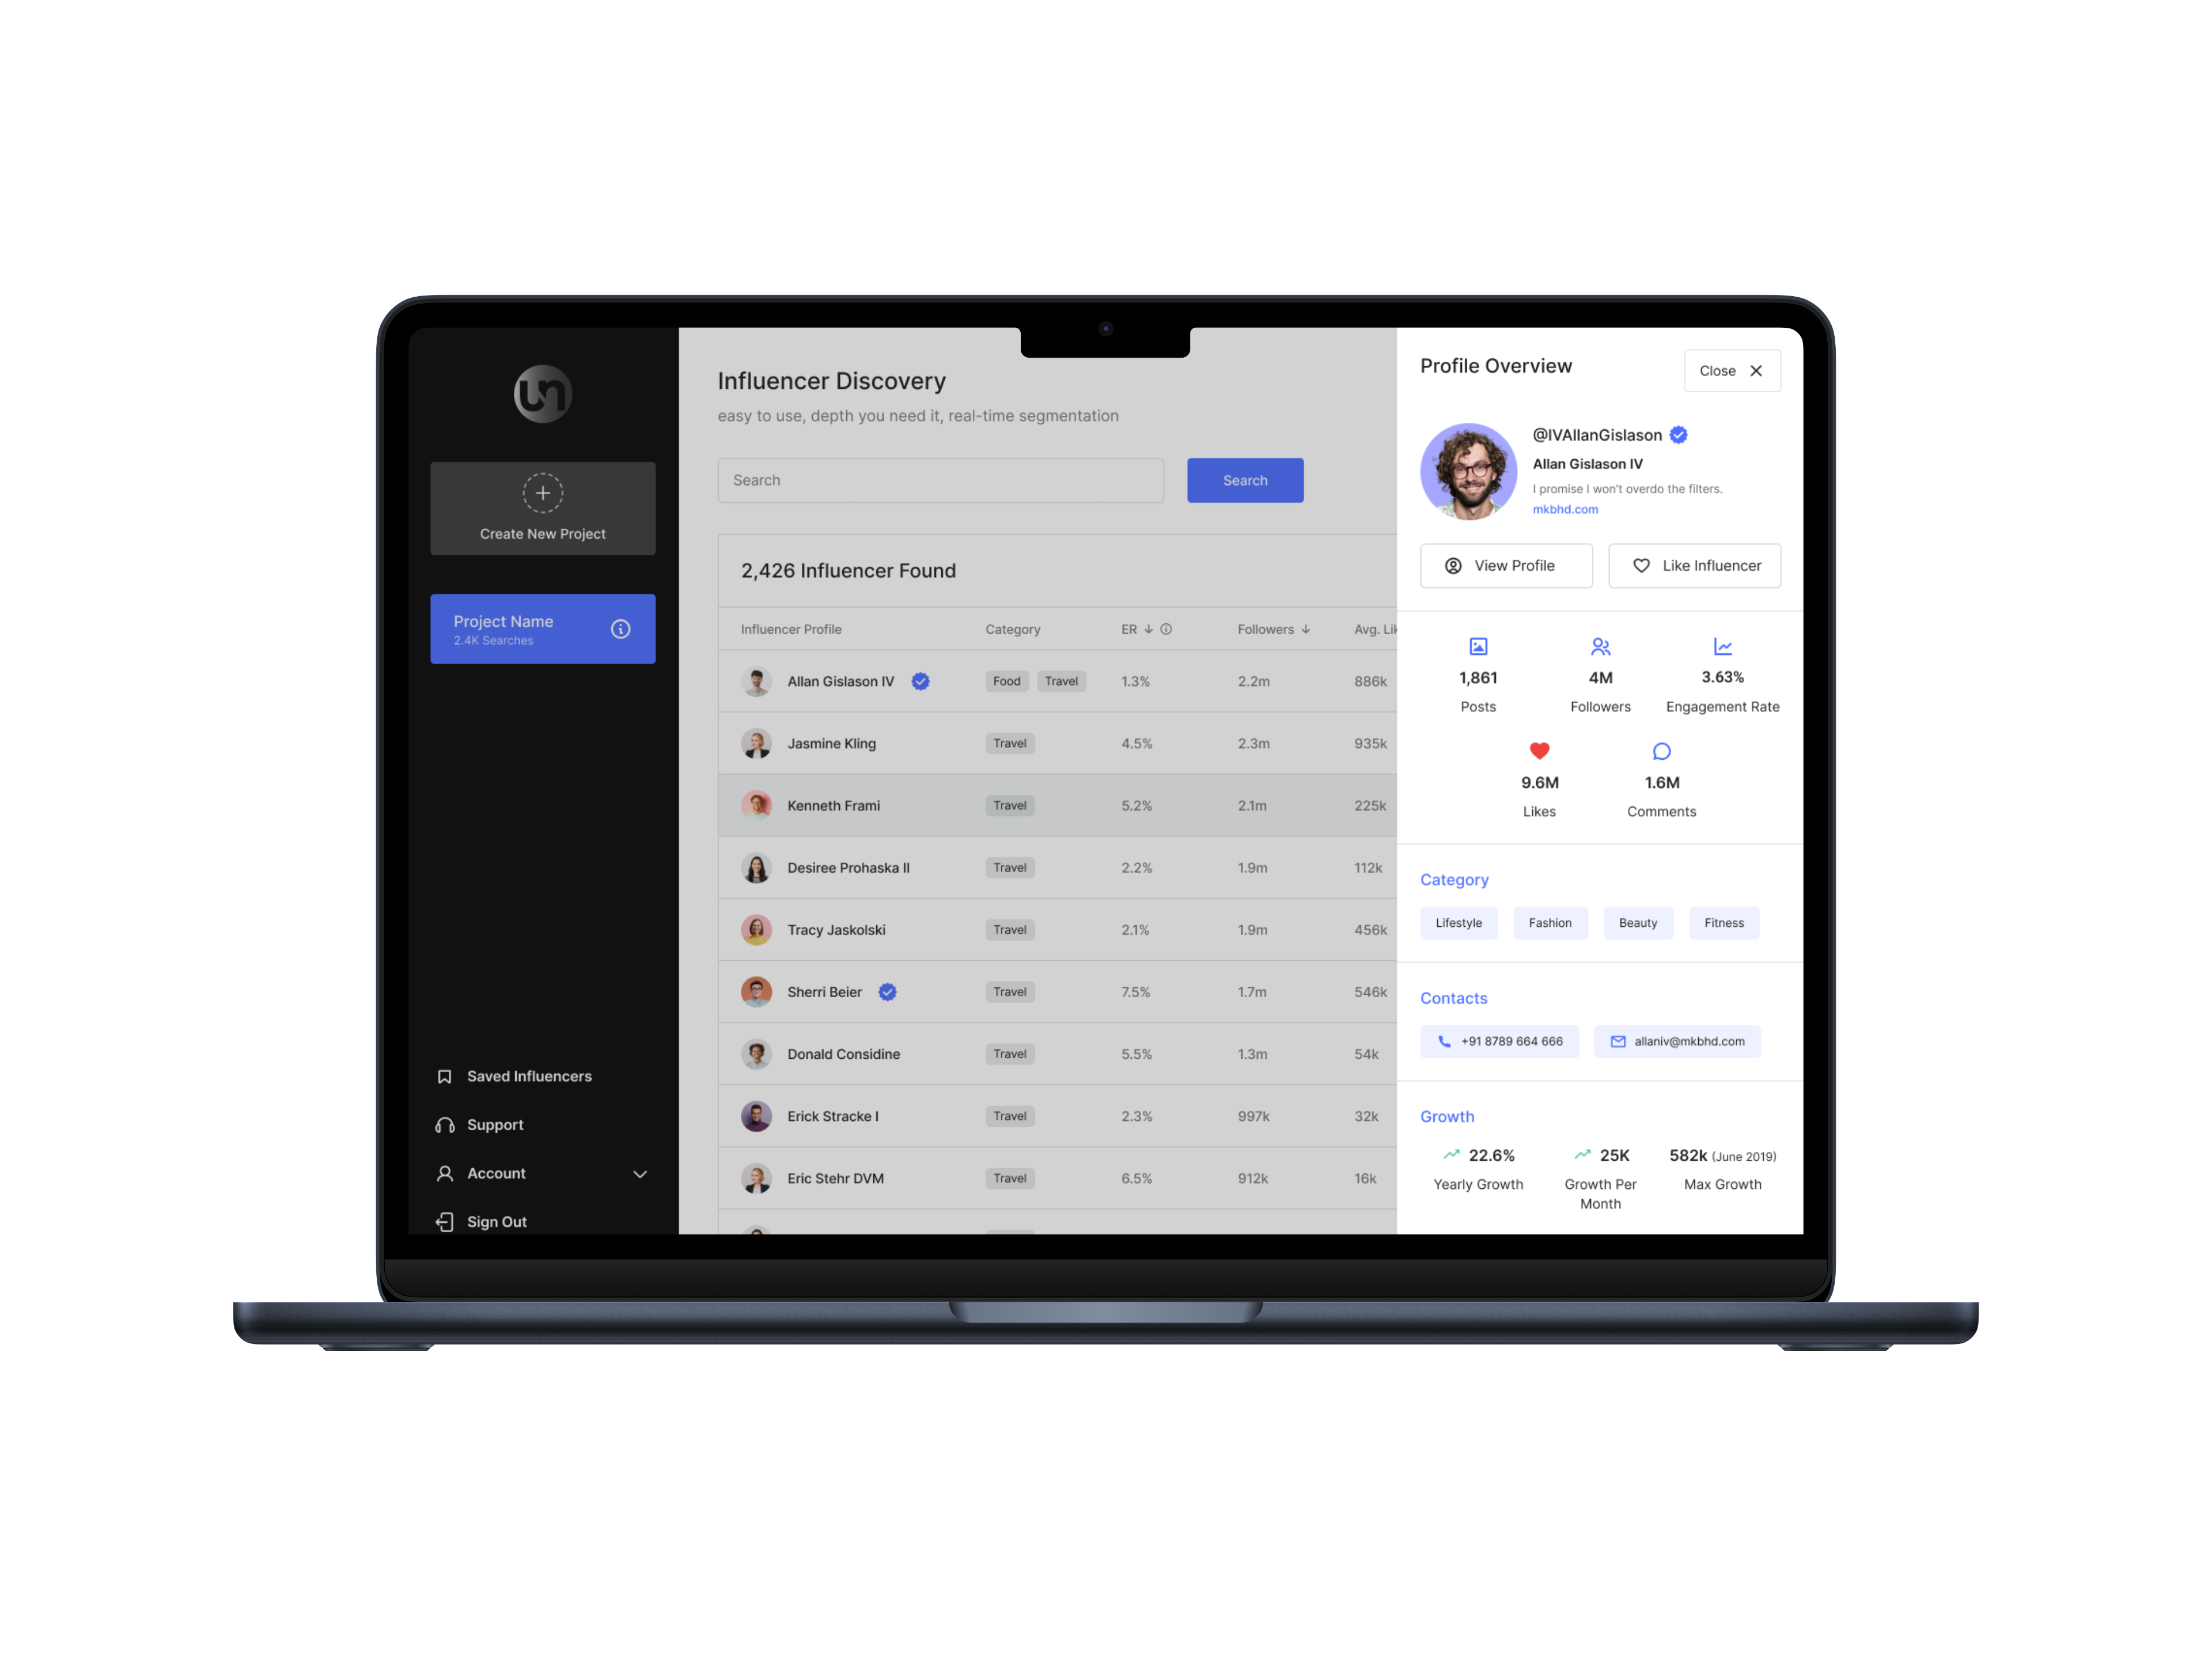 un
Create New Project
Project Name
2.4K Searches
Saved Influencers
Support
Account
Sign Out
Influencer Discovery
easy to use, depth you need it, real-time segmentation
Search
Search
2,426 Influencer Found
Influencer Profile Category ER Followers Avg. Lik
Allan Gislason IV Food Travel 1.3% 2.2m 886k
Jasmine Kling Travel 4.5% 2.3m 935k
Kenneth Frami Travel 5.2% 2.1m 225k
Desiree Prohaska II Travel 2.2% 1.9m 112k
Tracy Jaskolski Travel 2.1% 1.9m 456k
Sherri Beier Travel 7.5% 1.7m 546k
Donald Considine Travel 5.5% 1.3m 54k
Erick Stracke I Travel 2.3% 997k 32k
Eric Stehr DVM Travel 6.5% 912k 16k
Profile Overview
Close
@IVAllanGislason
Allan Gislason IV
I promise I won't overdo the filters.
mkbhd.com
View Profile Like Influencer
1,861 4M 3.63%
Posts Followers Engagement Rate
9.6M 1.6M
Likes Comments
Category
Lifestyle Fashion Beauty Fitness
Contacts
+91 8789 664 666 allaniv@mkbhd.com
Growth
22.6% 25K 582k (June 2019)
Yearly Growth Growth Per Max Growth
Month